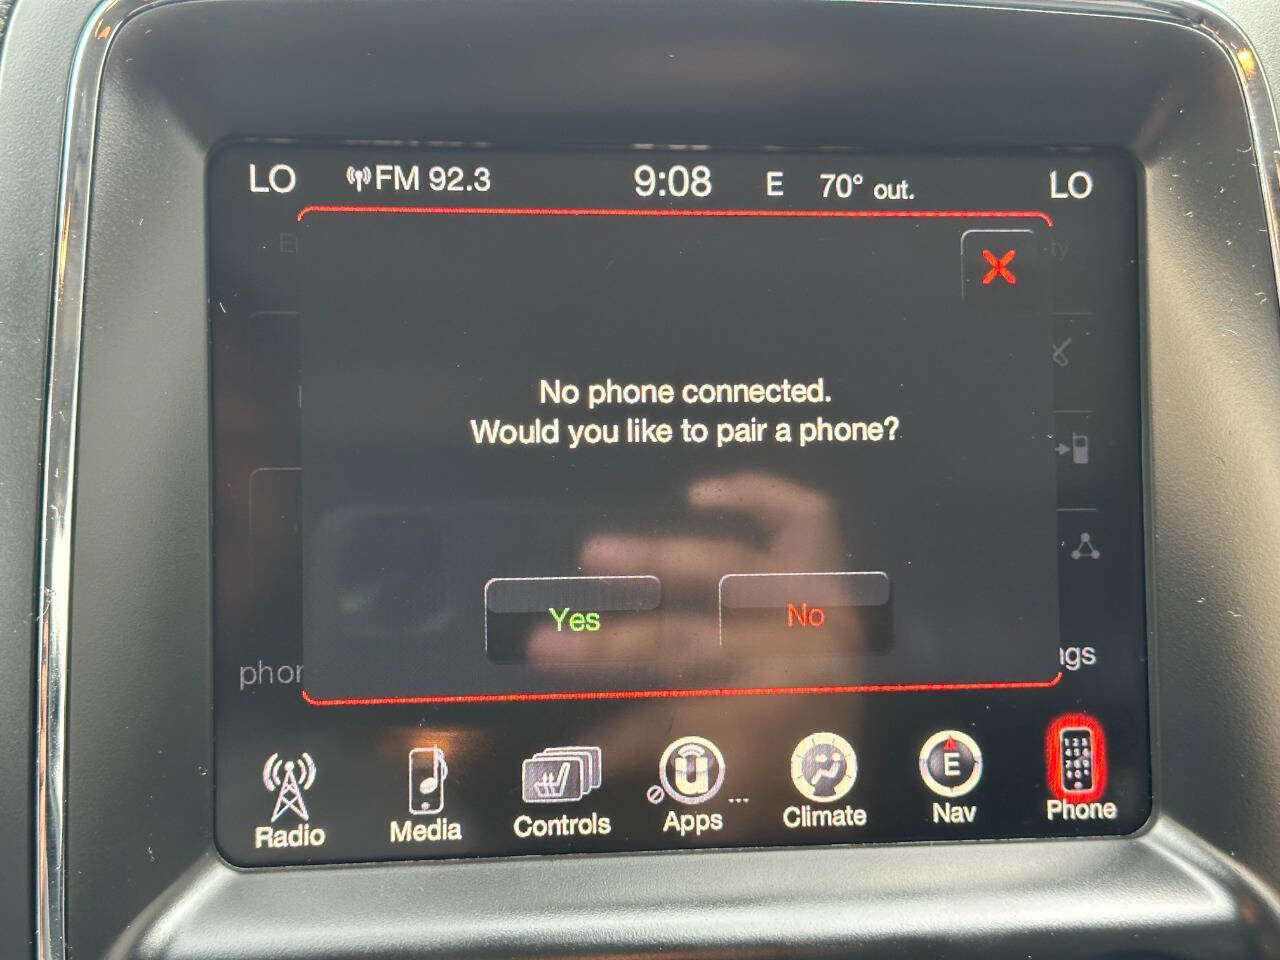 LO FM 92.3 9:08 E 70° out. LO
No phone connected.
Would you like to pair a phone?
Yes No
Radio Media Controls Apps ... Climate E Nav Phone